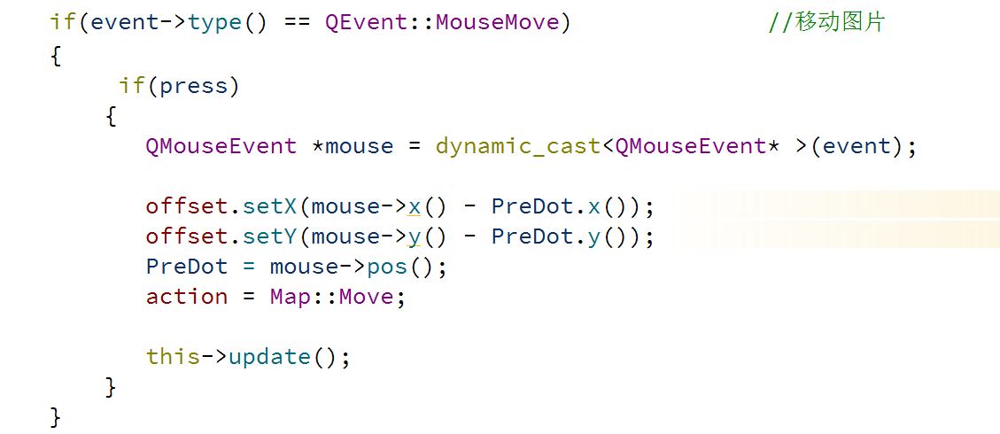 if(event->type() == QEvent::MouseMove) //移动图片
{
if(press)
{
QMouseEvent *mouse = dynamic_cast<QMouseEvent* >(event);
offset.setX(mouse->x() - PreDot.x());
offset.setY(mouse->y() - PreDot.y());
PreDot = mouse->pos();
action = Map::Move;
this->update();
}
}